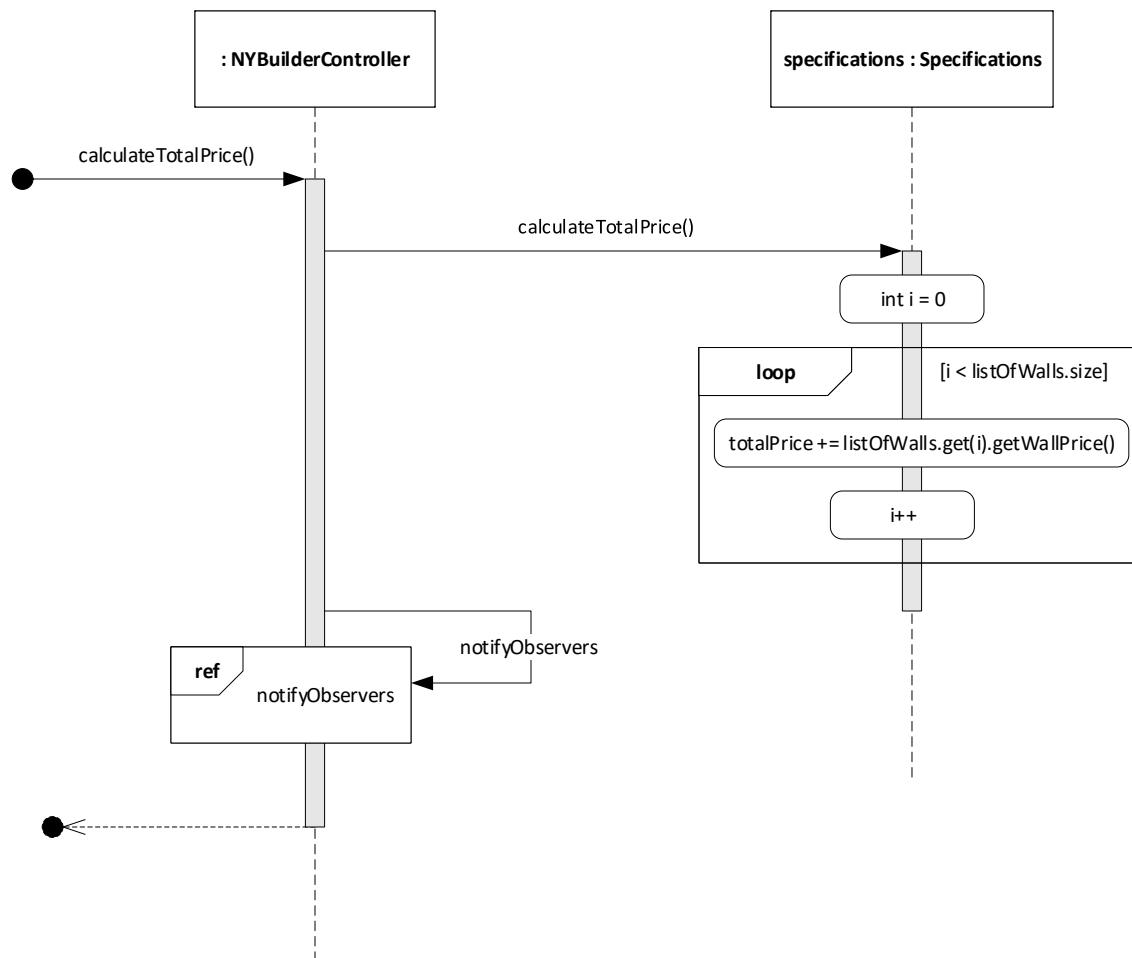 : NYBuilderController
specifications : Specifications
calculateTotalPrice()
calculateTotalPrice()
int i = 0
loop
[i < listOfWalls.size]
totalPrice += listOfWalls.get(i).getWallPrice()
i++
notifyObservers
ref
notifyObservers